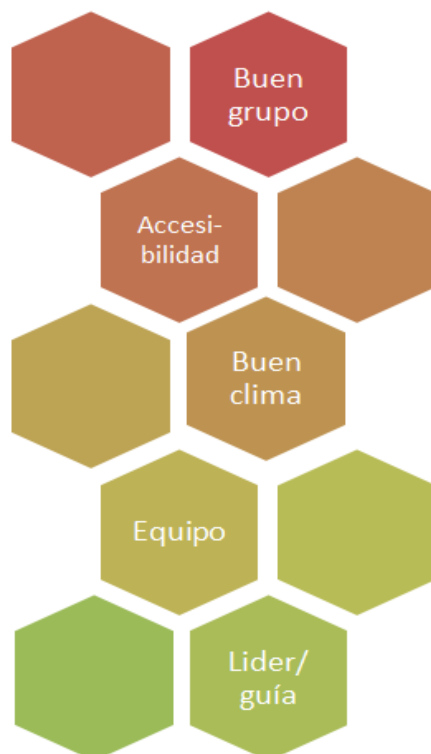 Buen
grupo
Accesi-
bilidad
Buen
clima
Equipo
Lider/
guía